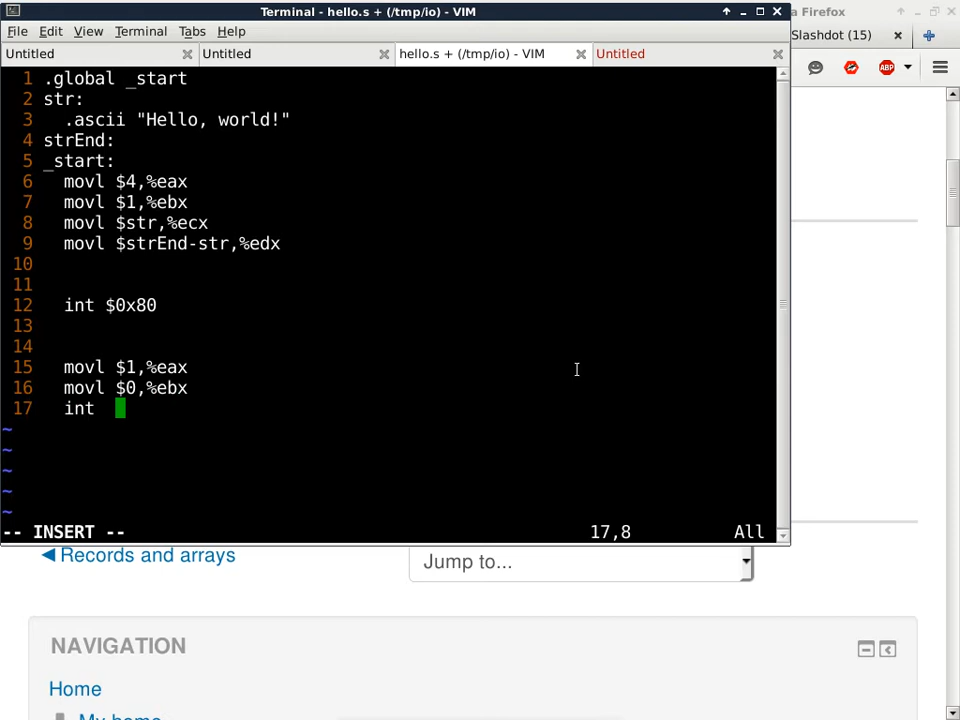 Terminal - hello.s + (/tmp/io) - VIM
a Firefox
File Edit View Terminal Tabs Help
Slashdot (15)
Untitled
Untitled
hello.s + (/tmp/io) - VIM
Untitled
ABP
1 .global _start
2 str:
3 .ascii "Hello, world!"
4 strEnd:
5 _start:
6 movl $4,%eax
7 movl $1,%ebx
8 movl $str,%ecx
9 movl $strEnd-str,%edx
10
11
12 int $0x80
13
14
15 movl $1,%eax
16 movl $0,%ebx
17 int
~
~
~
~
~
-- INSERT -- 17,8 All
◀ Records and arrays
Jump to...
NAVIGATION
Home
My home